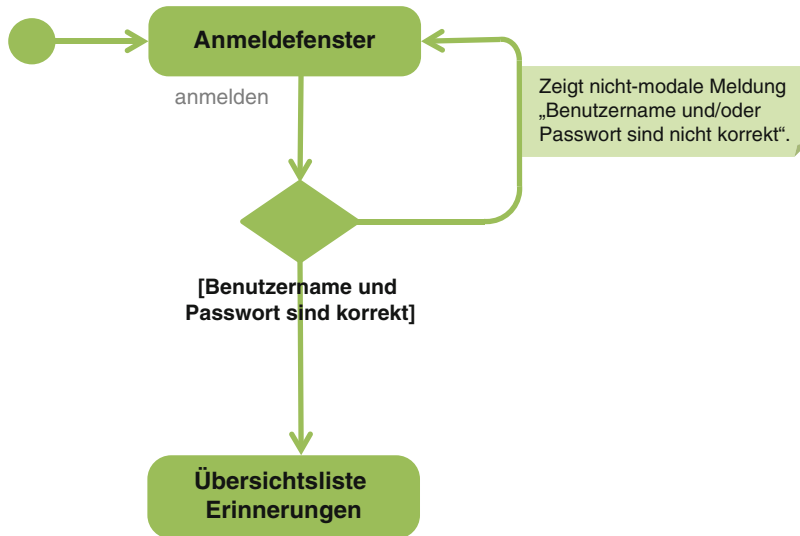 Anmeldefenster
anmelden
Zeigt nicht-modale Meldung
„Benutzername und/oder
Passwort sind nicht korrekt“.
[Benutzername und
Passwort sind korrekt]
Übersichtsliste
Erinnerungen